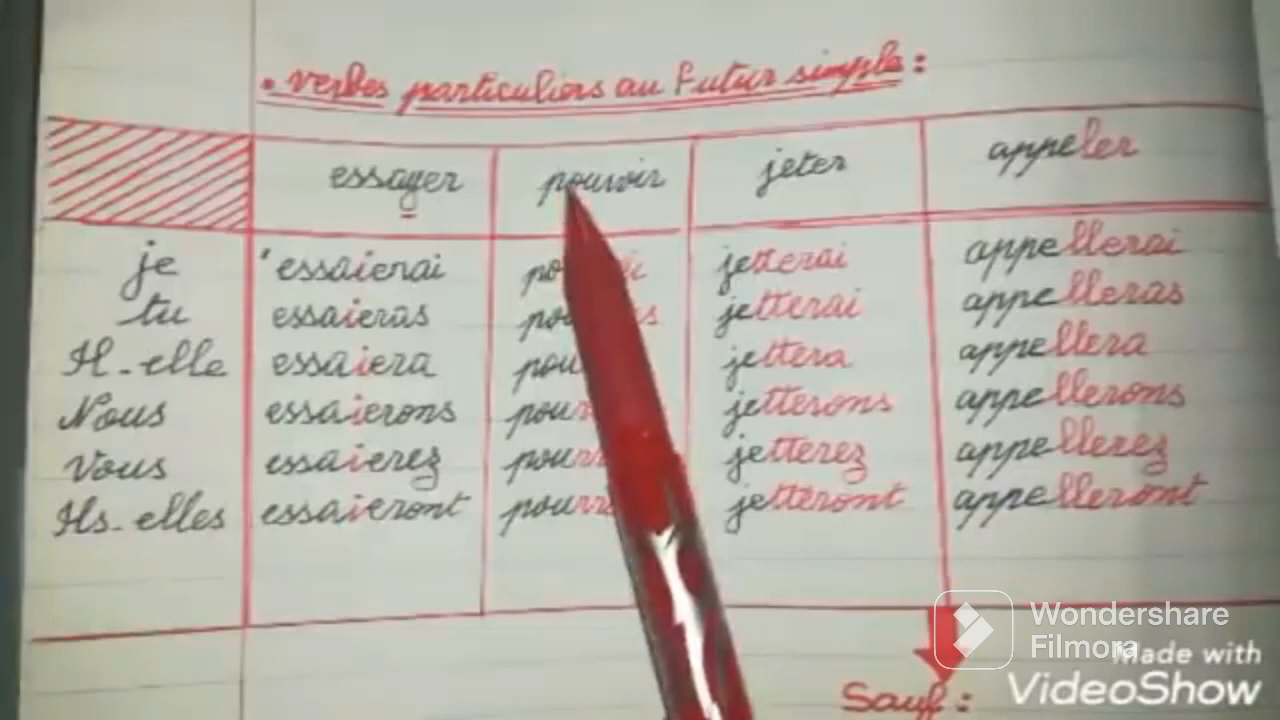 . verbes particuliers au futur simple :
essayer pouvoir jeter appeler
je 'essaierai jetterai appellerai
tu essaieras jetterai appelleras
Il - elle essaiera jettera appellera
Nous essaierons jetterons appellerons
Vous essaierez jetterez appellerez
Ils - elles essaieront jetteront appelleront
Wondershare
Filmora
Made with
VideoShow
Sauf :